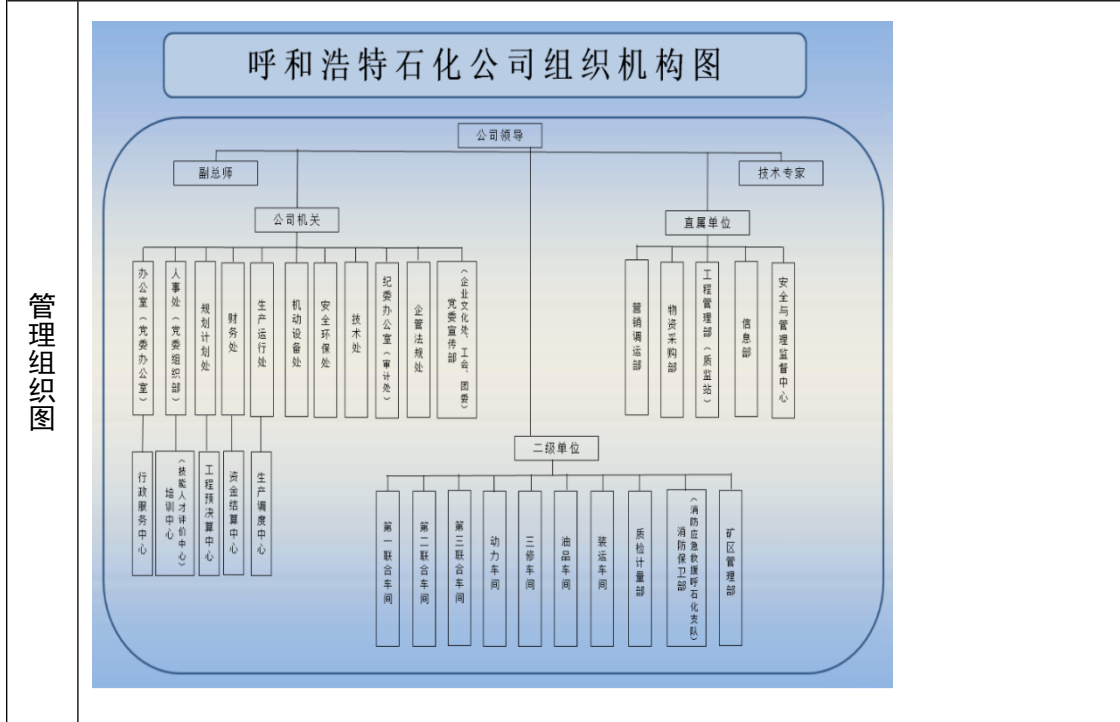 管理组织图
呼和浩特石化公司组织机构图
公司领导
副总师
技术专家
公司机关
直属单位
办公室（党委办公室）
人事处（党委组织部）
规划计划处
财务处
生产运行处
机动设备处
安全环保处
技术处
纪委办公室（审计处）
企管法规处
党委宣传部
（企业文化处、工会、团委）
营销调运部
物资采购部
工程管理部（质监站）
信息部
安全与管理监督中心
行政服务中心
培训中心
（技能人才评价中心）
工程预决算中心
资金结算中心
生产调度中心
二级单位
第一联合车间
第二联合车间
第三联合车间
动力车间
三修车间
油品车间
装运车间
质检计量部
消防保卫部
（消防应急救援呼石化支队）
矿区管理部